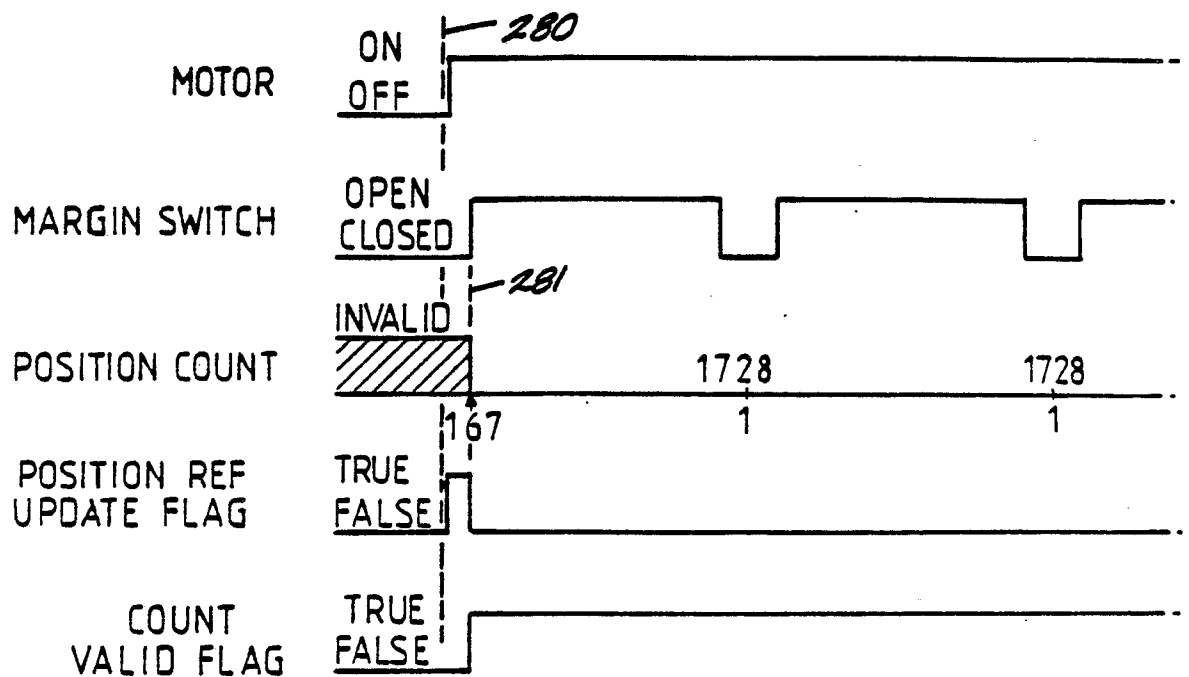 280
ON
MOTOR
OFF
OPEN
MARGIN SWITCH
CLOSED
281
INVALID
POSITION COUNT
1728
1728
167
1
1
POSITION REF
TRUE
UPDATE FLAG
FALSE
COUNT
TRUE
VALID FLAG
FALSE